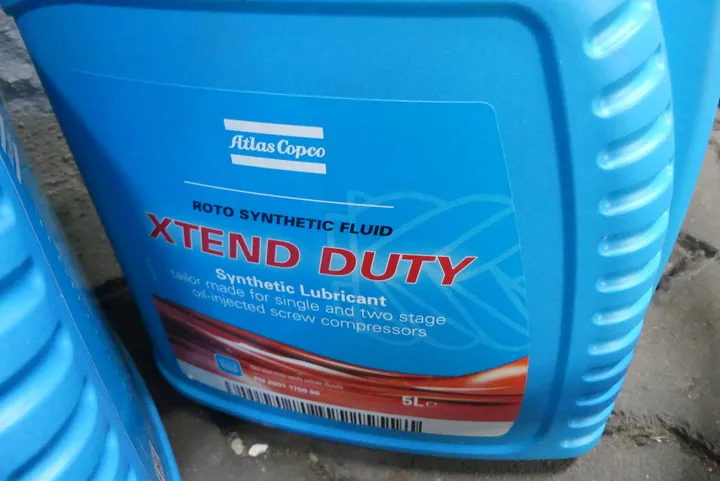 Atlas Copco
ROTO SYNTHETIC FLUID
XTEND DUTY
Synthetic Lubricant
tailor made for single and two stage
oil-injected screw compressors
5L℮